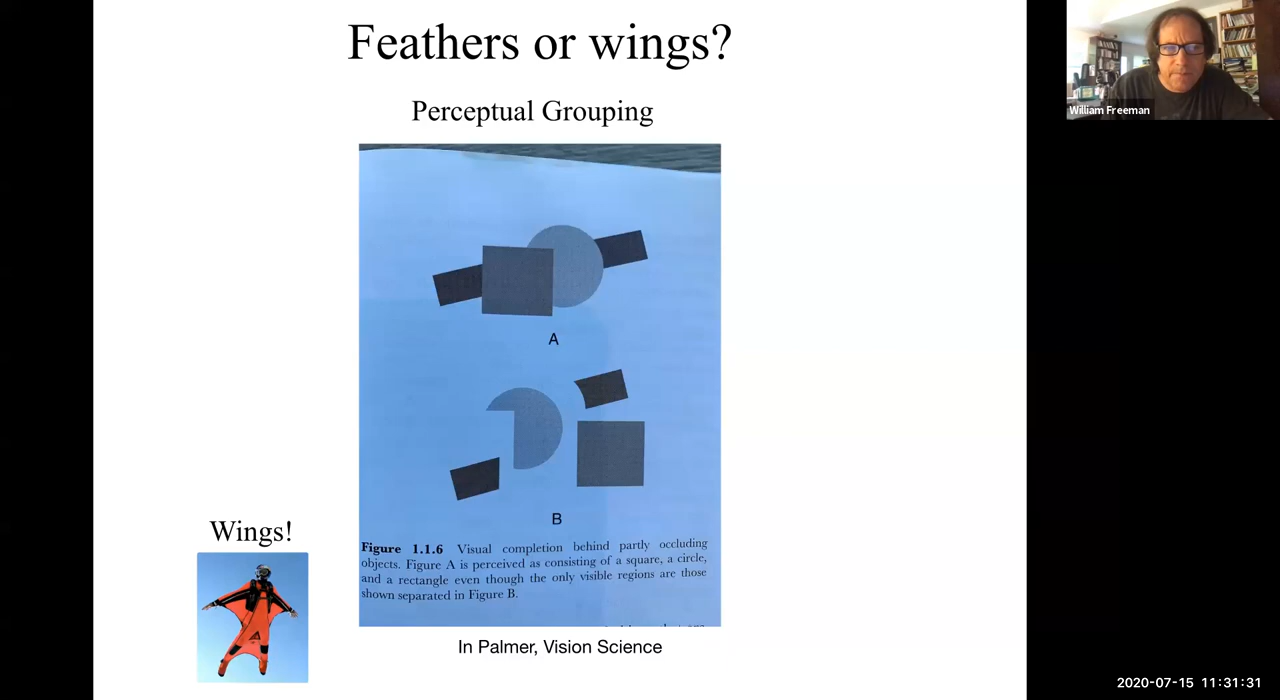 Feathers or wings?
Perceptual Grouping
William Freeman
A
B
Figure 1.1.6 Visual completion behind partly occluding
objects. Figure A is perceived as consisting of a square, a circle,
and a rectangle even though the only visible regions are those
shown separated in Figure B.
Wings!
In Palmer, Vision Science
2020-07-15 11:31:31